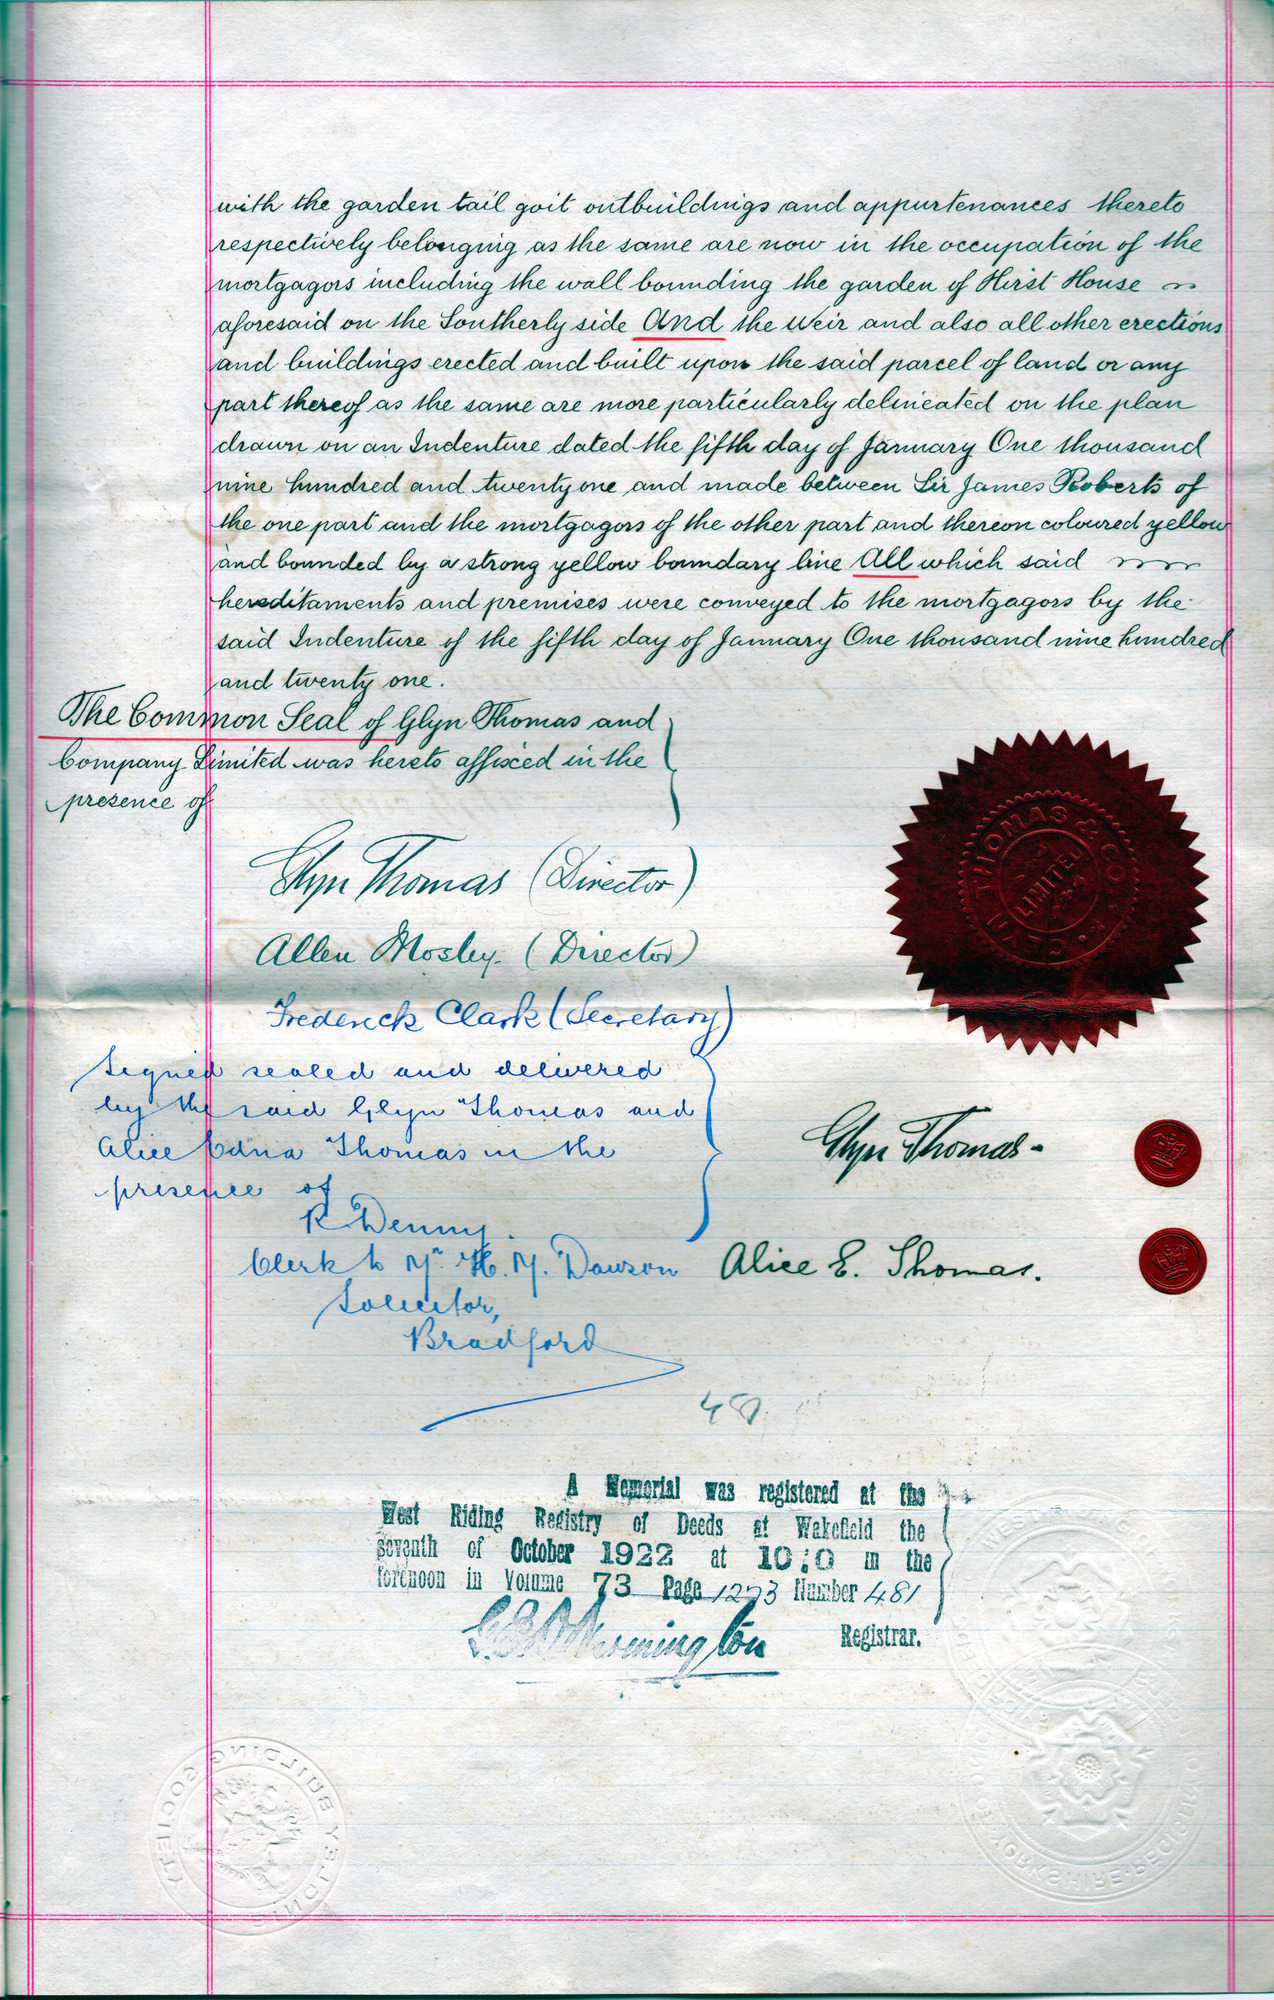 with the garden tail goit outbuildings and appurtenances thereto
respectively belonging as the same are now in the occupation of the
mortgagors including the wall bounding the garden of Hirst House
aforesaid on the Southerly side And the Weir and also all other erections
and buildings erected and built upon the said parcel of land or any
part thereof as the same are more particularly delineated on the plan
drawn on an Indenture dated the fifth day of January One thousand
nine hundred and twenty one and made between Sir James Roberts of
the one part and the mortgagors of the other part and thereon coloured yellow
and bounded by a strong yellow boundary line All which said
hereditaments and premises were conveyed to the mortgagors by the
said Indenture of the fifth day of January One thousand nine hundred
and twenty one.
The Common Seal of Glyn Thomas and
Company Limited was hereto affixed in the
presence of
GLYN THOMAS & CO
LIMITED
Glyn Thomas (Director)
Allen Mosley. (Director)
Frederick Clark (Secretary)
Signed sealed and delivered
by the said Glyn Thomas and
Alice Edna Thomas in the
presence of
Glyn Thomas -
R. Denny.
Clerk to Mr. H. M. Dawson
Alice E. Thomas.
Solicitor,
Bradford
48
A Memorial was registered at the
West Riding Registry of Deeds at Wakefield the
seventh of October 1922 at 10:0 in the
forenoon in Volume 73 Page 1273 Number 481
Registrar.
BINGLEY BUILDING SOCIETY